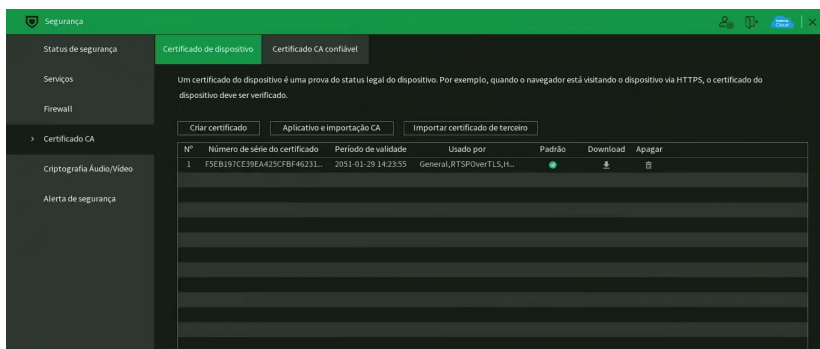 Segurança
Status de segurança
Serviços
Firewall
> Certificado CA
Criptografia Áudio/Vídeo
Alerta de segurança
Certificado de dispositivo Certificado CA confiável
Um certificado do dispositivo é uma prova do status legal do dispositivo. Por exemplo, quando o navegador está visitando o dispositivo via HTTPS, o certificado do
dispositivo deve ser verificado.
Criar certificado Aplicativo e importação CA Importar certificado de terceiro
Nº Número de série do certificado Período de validade Usado por Padrão Download Apagar
1 F5EB197CE39EA425CFBF46231... 2051-01-29 14:23:55 General,RTSPOverTLS,H...